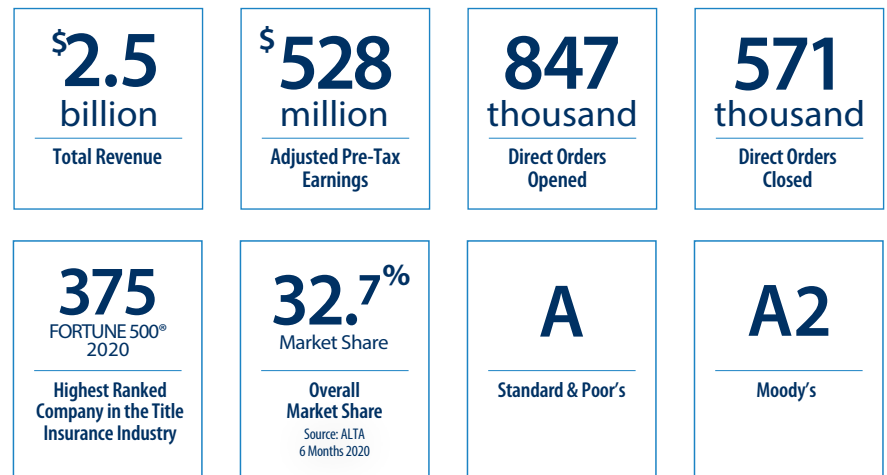 $2.5
billion
Total Revenue
$528
million
Adjusted Pre-Tax
Earnings
847
thousand
Direct Orders
Opened
571
thousand
Direct Orders
Closed
375
FORTUNE 500®
2020
Highest Ranked
Company in the Title
Insurance Industry
32.7%
Market Share
Overall
Market Share
Source: ALTA
6 Months 2020
A
Standard & Poor's
A2
Moody's